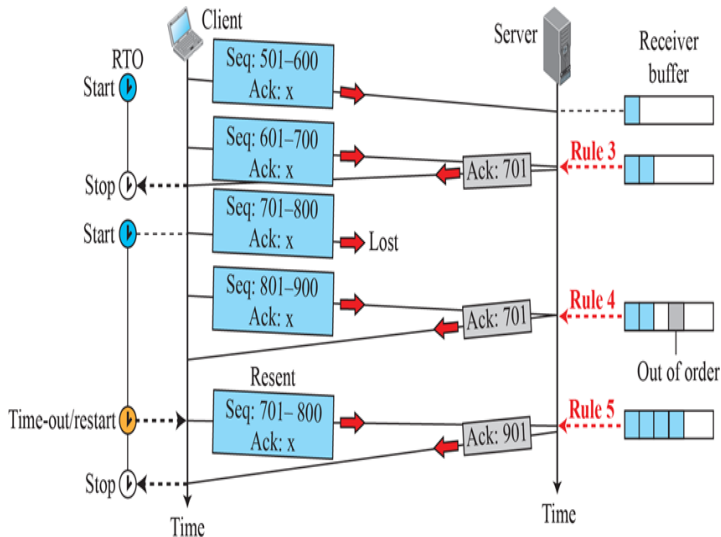 Client
Server
Receiver
buffer
RTO
Start
Seq: 501–600
Ack: x
Seq: 601–700
Ack: x
Rule 3
Ack: 701
Stop
Start
Seq: 701–800
Ack: x
Lost
Seq: 801–900
Ack: x
Rule 4
Ack: 701
Out of order
Resent
Time-out/restart
Seq: 701– 800
Ack: x
Rule 5
Ack: 901
Stop
Time
Time